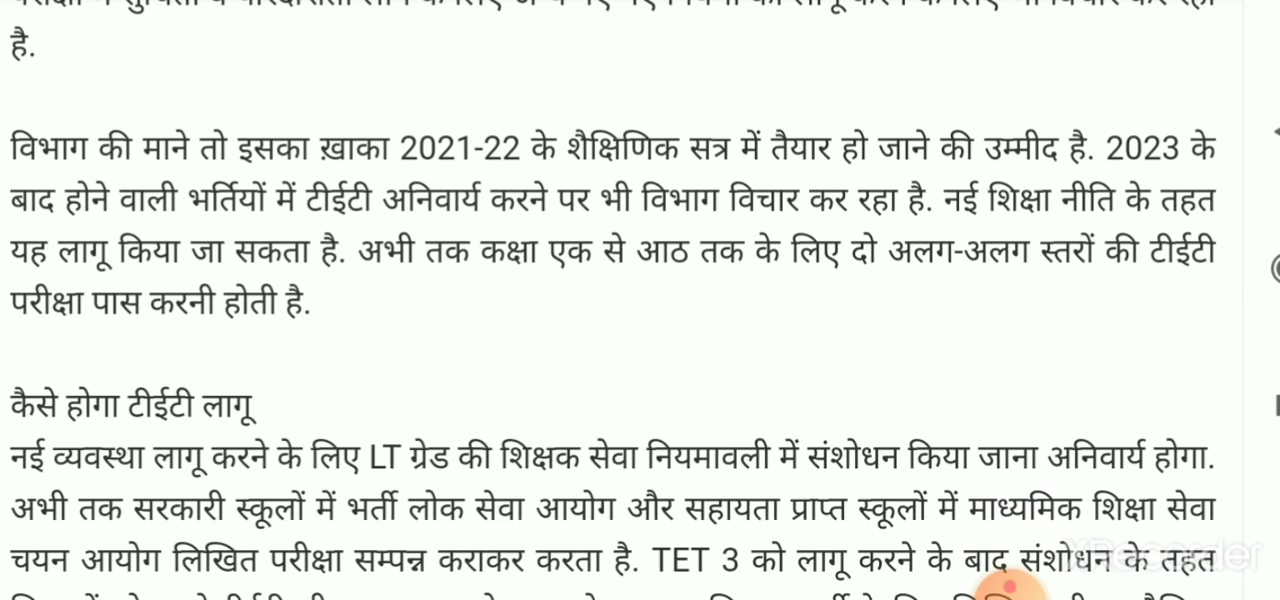 है.
विभाग की माने तो इसका ख़ाका 2021-22 के शैक्षिणिक सत्र में तैयार हो जाने की उम्मीद है. 2023 के
बाद होने वाली भर्तियों में टीईटी अनिवार्य करने पर भी विभाग विचार कर रहा है. नई शिक्षा नीति के तहत
यह लागू किया जा सकता है. अभी तक कक्षा एक से आठ तक के लिए दो अलग-अलग स्तरों की टीईटी
परीक्षा पास करनी होती है.
कैसे होगा टीईटी लागू
नई व्यवस्था लागू करने के लिए LT ग्रेड की शिक्षक सेवा नियमावली में संशोधन किया जाना अनिवार्य होगा.
अभी तक सरकारी स्कूलों में भर्ती लोक सेवा आयोग और सहायता प्राप्त स्कूलों में माध्यमिक शिक्षा सेवा
चयन आयोग लिखित परीक्षा सम्पन्न कराकर करता है. TET 3 को लागू करने के बाद संशोधन के तहत
XRecorder